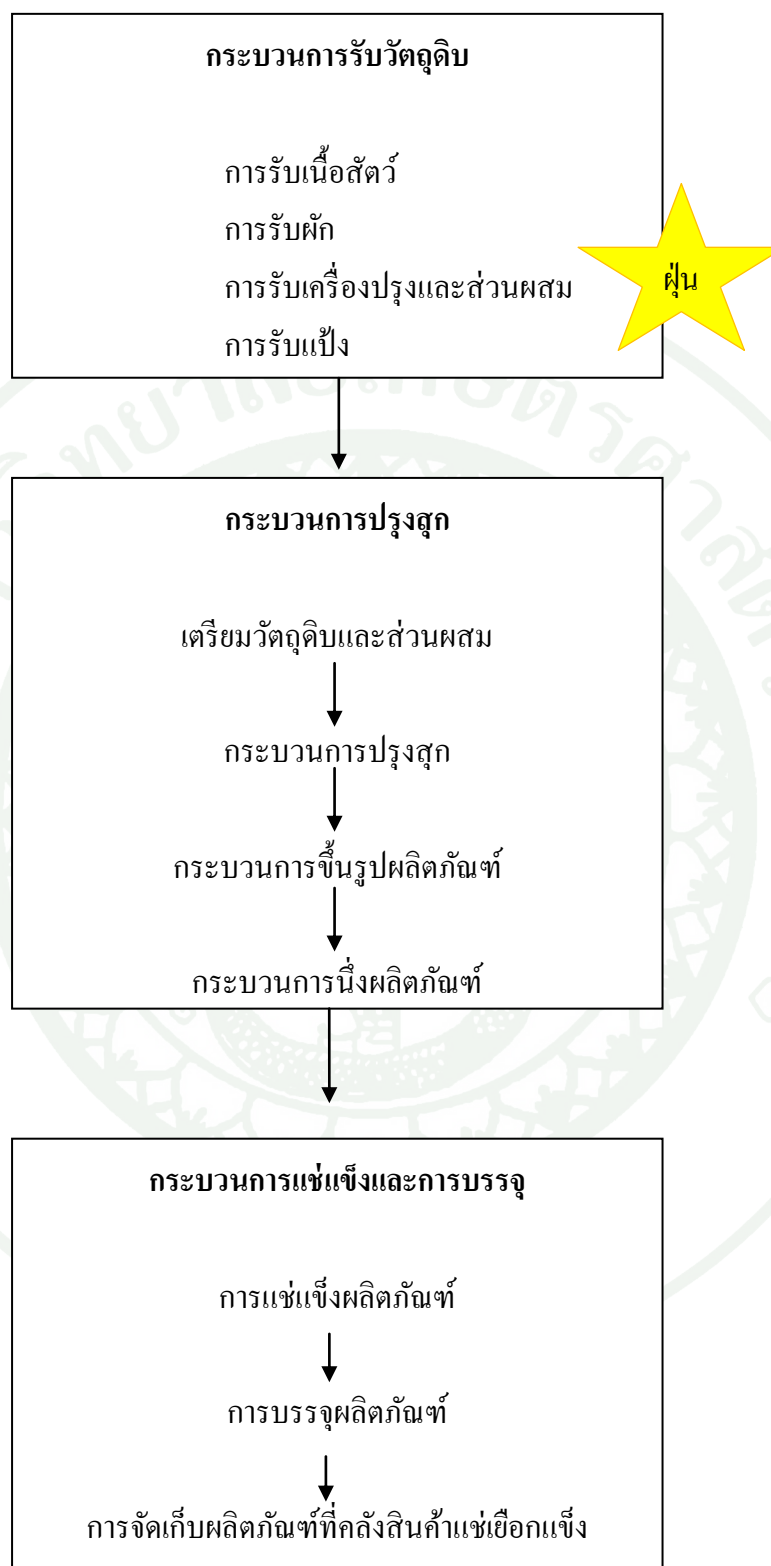 กระบวนการรับวัตถุดิบ
การรับเนื้อสัตว์
การรับผัก
การรับเครื่องปรุงและส่วนผสม
การรับแป้ง
ฝุ่น
กระบวนการปรุงสุก
เตรียมวัตถุดิบและส่วนผสม
กระบวนการปรุงสุก
กระบวนการขึ้นรูปผลิตภัณฑ์
กระบวนการนึ่งผลิตภัณฑ์
กระบวนการแช่แข็งและการบรรจุ
การแช่แข็งผลิตภัณฑ์
การบรรจุผลิตภัณฑ์
การจัดเก็บผลิตภัณฑ์ที่คลังสินค้าแช่เยือกแข็ง